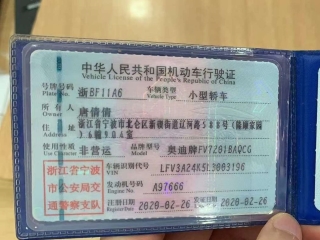 中华人民共和国机动车行驶证
Vehicle License of the People's Republic of China
号牌号码 浙BF11A6 车辆类型 小型轿车
Plate No. Vehicle Type
所有人 唐倩倩
Owner
浙江省宁波市北仑区新碶街道辽河路588号
26幢904室
使用性质 非营运 品牌型号 奥迪牌FV7201BAQCG
Use Character Model
浙江省宁波市公安局交通警察支队
车辆识别代号
VIN
发动机号码 A97666
Engine No.
注册日期 2020-02-26 发证日期 2020-02-26
Register Date Issue Date